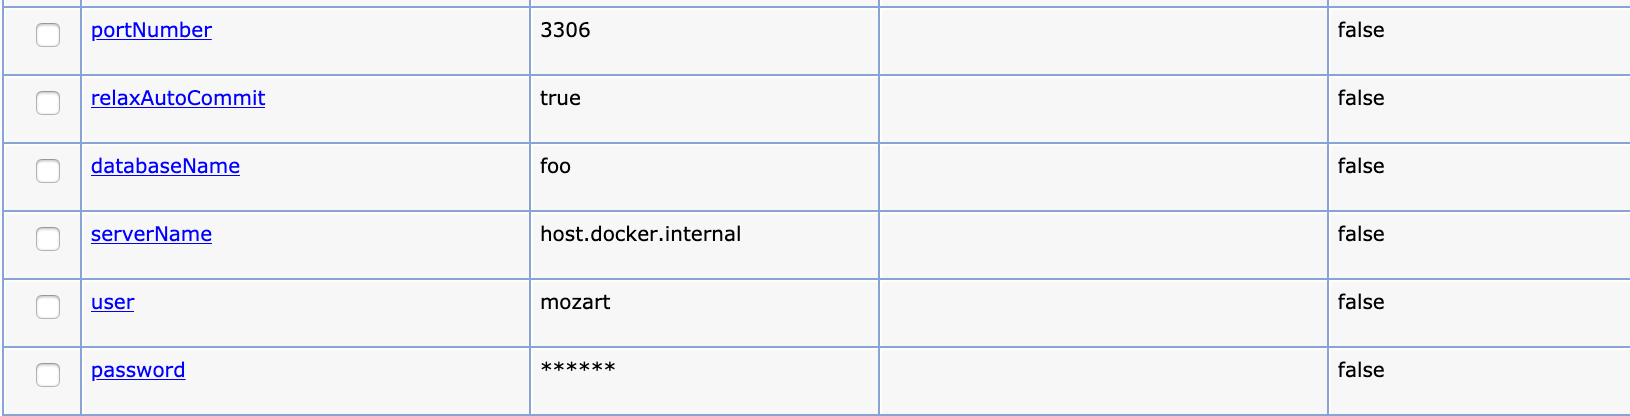 portNumber 3306 false
relaxAutoCommit true false
databaseName foo false
serverName host.docker.internal false
user mozart false
password ****** false